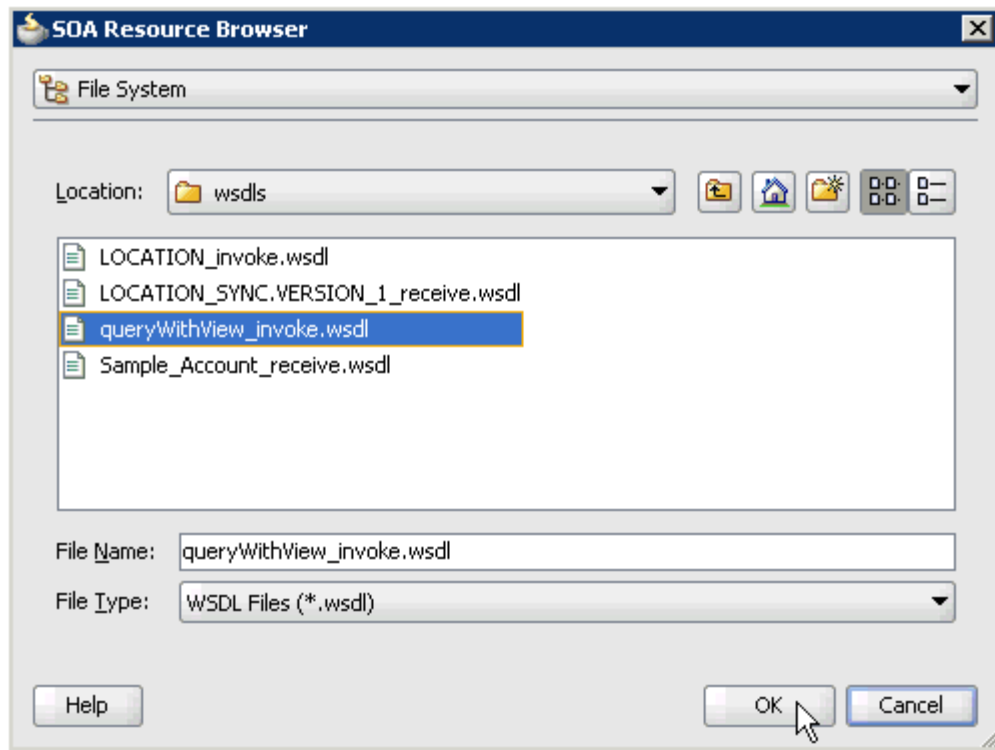 SOA Resource Browser
File System
Location: wsdls
LOCATION_invoke.wsdl
LOCATION_SYNC.VERSION_1_receive.wsdl
queryWithView_invoke.wsdl
Sample_Account_receive.wsdl
File Name: queryWithView_invoke.wsdl
File Type: WSDL Files (*.wsdl)
Help OK Cancel